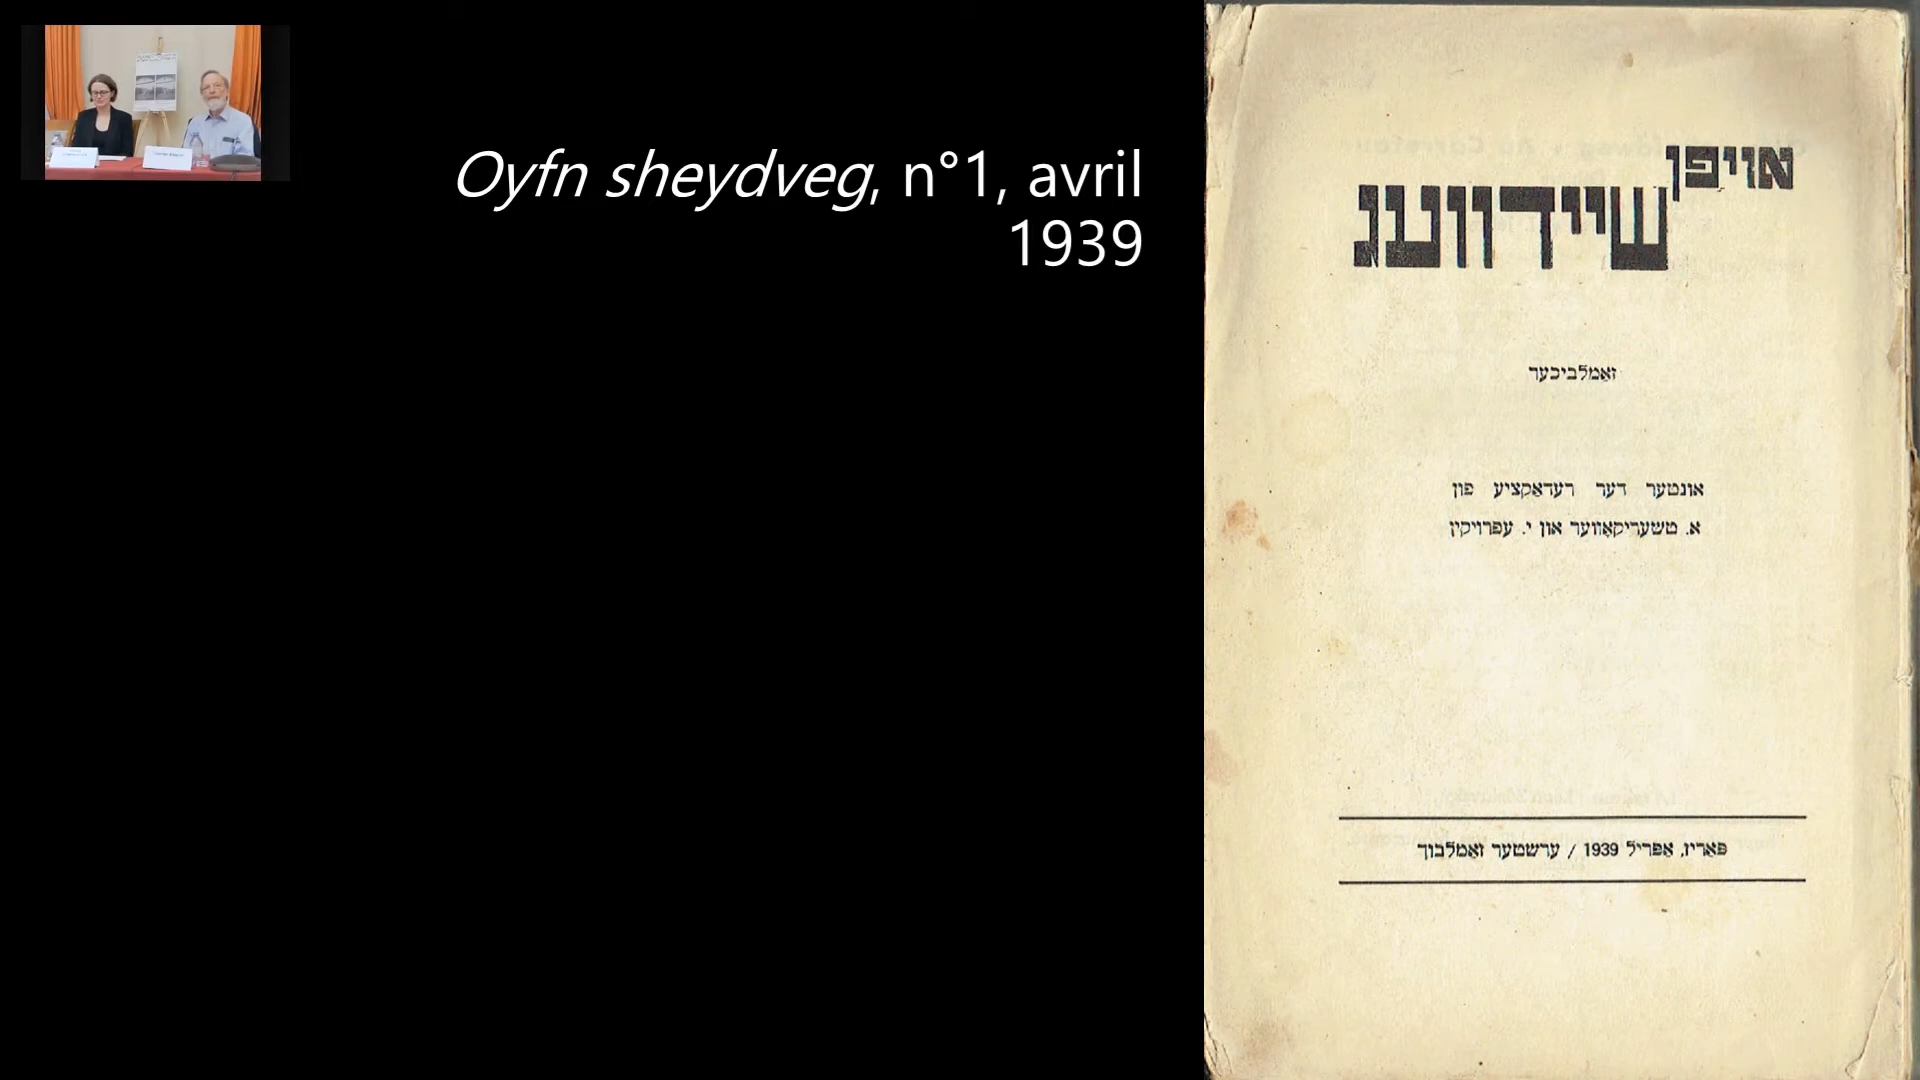 Oyfn sheydveg, n°1, avril
1939
אויפן
שיידוועג
זאַמלביכער
אונטער דער רעדאַקציע פון
א. טשעריקאָווער און י. עפרויקין
פּאַריז, אַפּריל 1939 / ערשטער זאַמלבוך